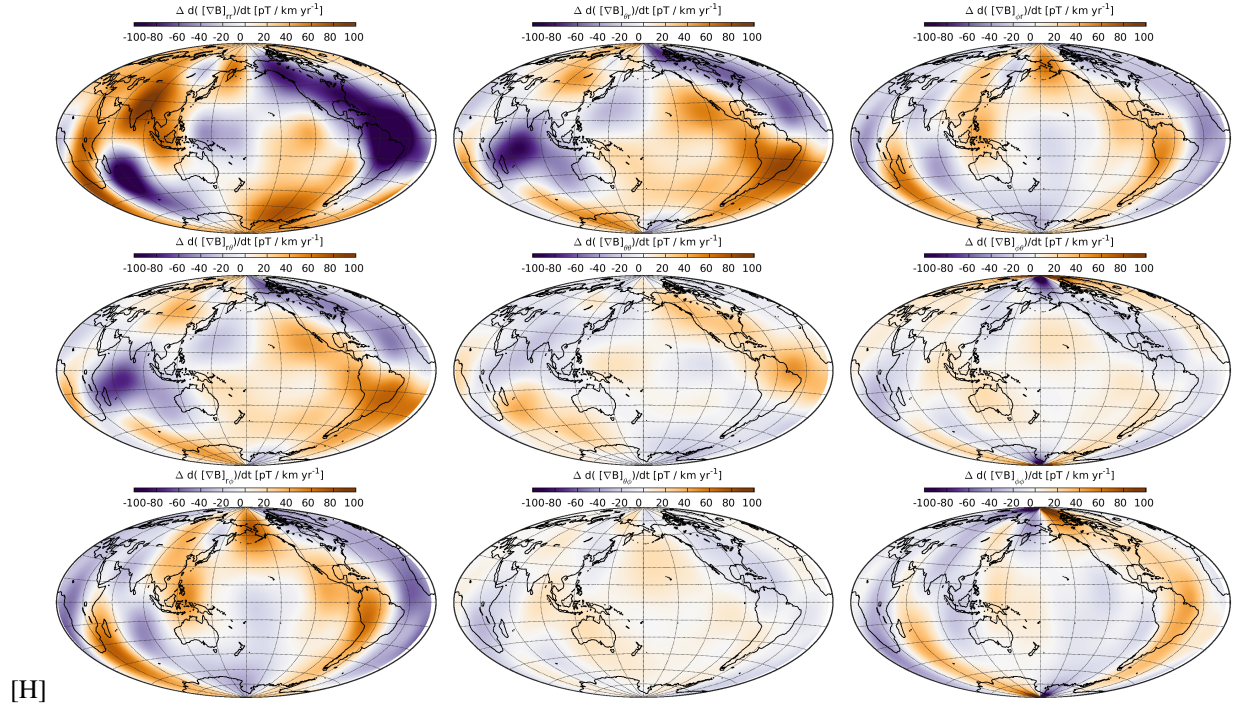 Δ d( [∇B]rr)/dt [pT / km yr-1] Δ d( [∇B]θr)/dt [pT / km yr-1] Δ d( [∇B]ϕr)/dt [pT / km yr-1]
-100-80 -60 -40 -20 0 20 40 60 80 100 -100-80 -60 -40 -20 0 20 40 60 80 100 -100-80 -60 -40 -20 0 20 40 60 80 100
Δ d( [∇B]rθ)/dt [pT / km yr-1] Δ d( [∇B]θθ)/dt [pT / km yr-1] Δ d( [∇B]ϕθ)/dt [pT / km yr-1]
-100-80 -60 -40 -20 0 20 40 60 80 100 -100-80 -60 -40 -20 0 20 40 60 80 100 -100-80 -60 -40 -20 0 20 40 60 80 100
Δ d( [∇B]rϕ)/dt [pT / km yr-1] Δ d( [∇B]θϕ)/dt [pT / km yr-1] Δ d( [∇B]ϕϕ)/dt [pT / km yr-1]
-100-80 -60 -40 -20 0 20 40 60 80 100 -100-80 -60 -40 -20 0 20 40 60 80 100 -100-80 -60 -40 -20 0 20 40 60 80 100
[H]